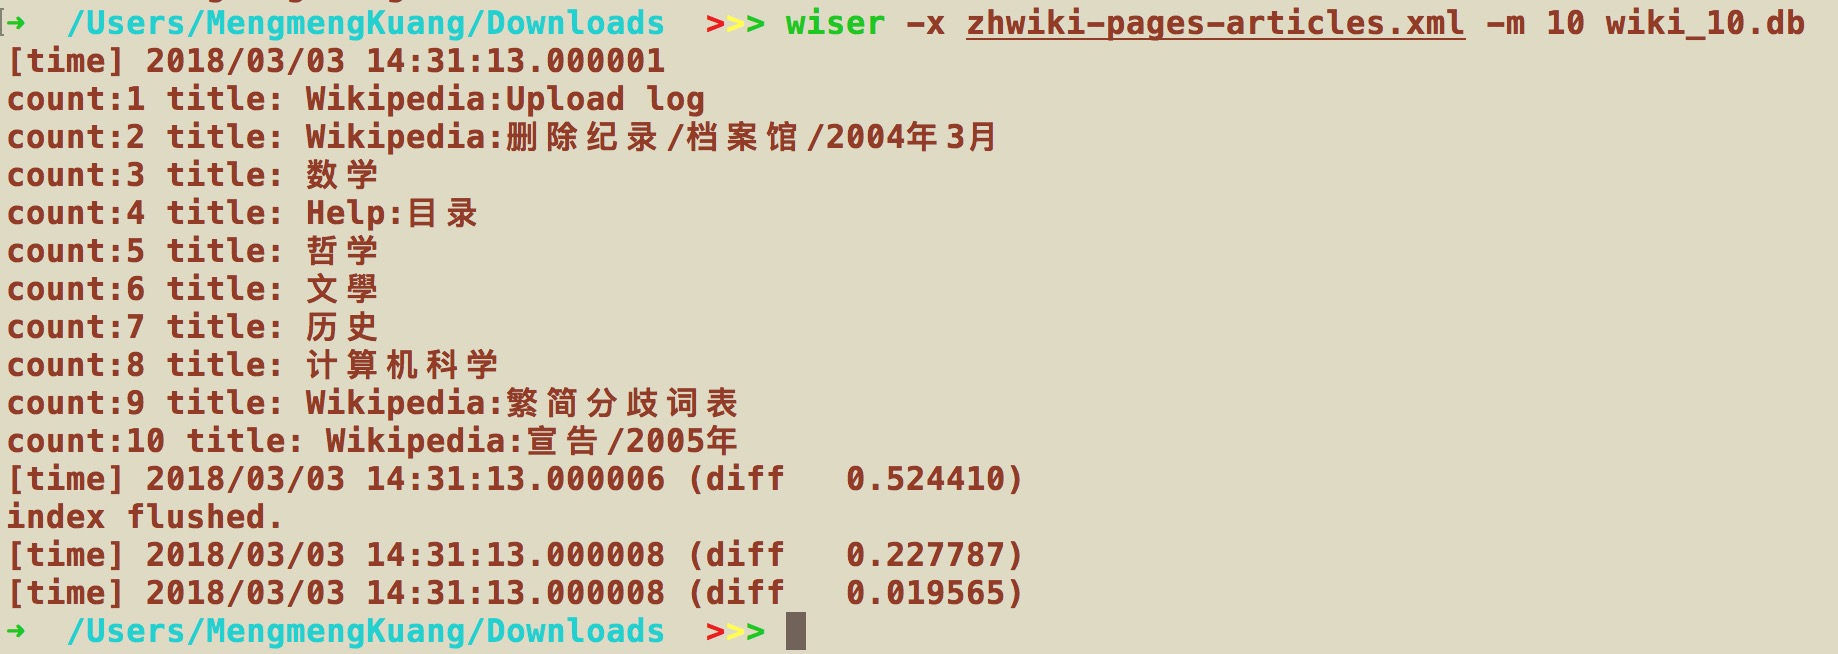 ➜ /Users/MengmengKuang/Downloads >>> wiser -x zhwiki-pages-articles.xml -m 10 wiki_10.db
[time] 2018/03/03 14:31:13.000001
count:1 title: Wikipedia:Upload log
count:2 title: Wikipedia:删除纪录/档案馆/2004年3月
count:3 title: 数学
count:4 title: Help:目录
count:5 title: 哲学
count:6 title: 文學
count:7 title: 历史
count:8 title: 计算机科学
count:9 title: Wikipedia:繁简分歧词表
count:10 title: Wikipedia:宣告/2005年
[time] 2018/03/03 14:31:13.000006 (diff   0.524410)
index flushed.
[time] 2018/03/03 14:31:13.000008 (diff   0.227787)
[time] 2018/03/03 14:31:13.000008 (diff   0.019565)
➜ /Users/MengmengKuang/Downloads >>>